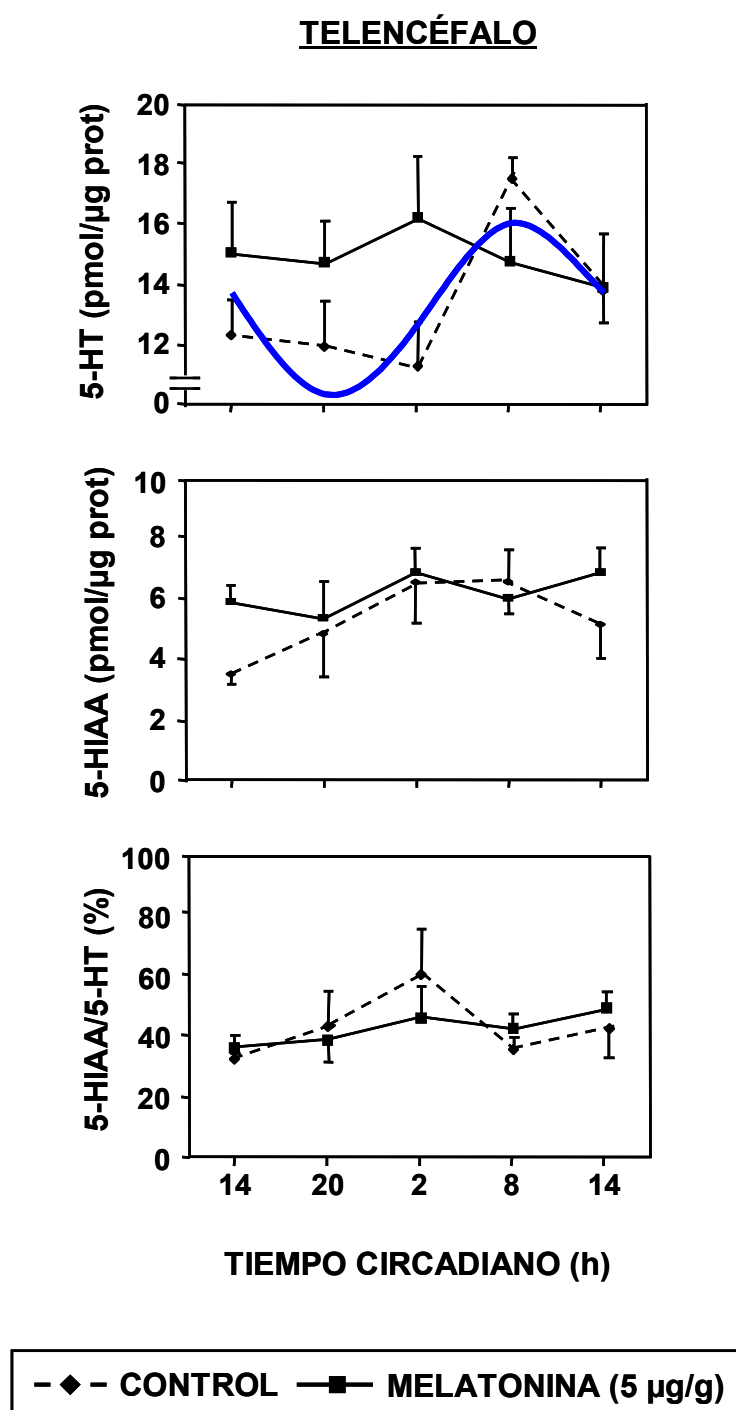 TELENCÉFALO
5-HT (pmol/µg prot)
20
18
16
14
12
0
5-HIAA (pmol/µg prot)
10
8
6
4
2
0
5-HIAA/5-HT (%)
100
80
60
40
20
0
14 20 2 8 14
TIEMPO CIRCADIANO (h)
CONTROL MELATONINA (5 µg/g)